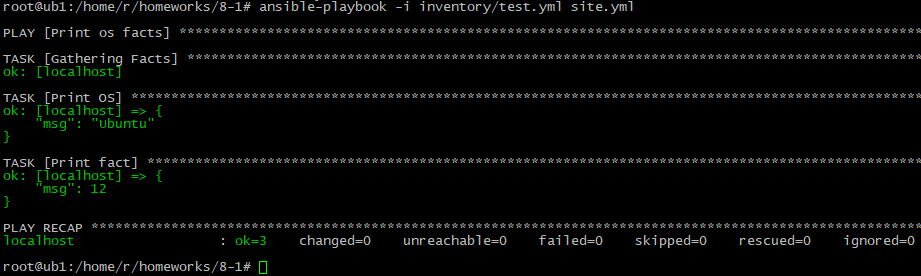 root@ub1:/home/r/homeworks/8-1# ansible-playbook -i inventory/test.yml site.yml
PLAY [Print os facts] *********************************************************************************************
TASK [Gathering Facts] ********************************************************************************************
ok: [localhost]
TASK [Print OS] ***************************************************************************************************
ok: [localhost] => {
    "msg": "Ubuntu"
}
TASK [Print fact] *************************************************************************************************
ok: [localhost] => {
    "msg": 12
}
PLAY RECAP ********************************************************************************************************
localhost                  : ok=3    changed=0    unreachable=0    failed=0    skipped=0    rescued=0    ignored=0
root@ub1:/home/r/homeworks/8-1#